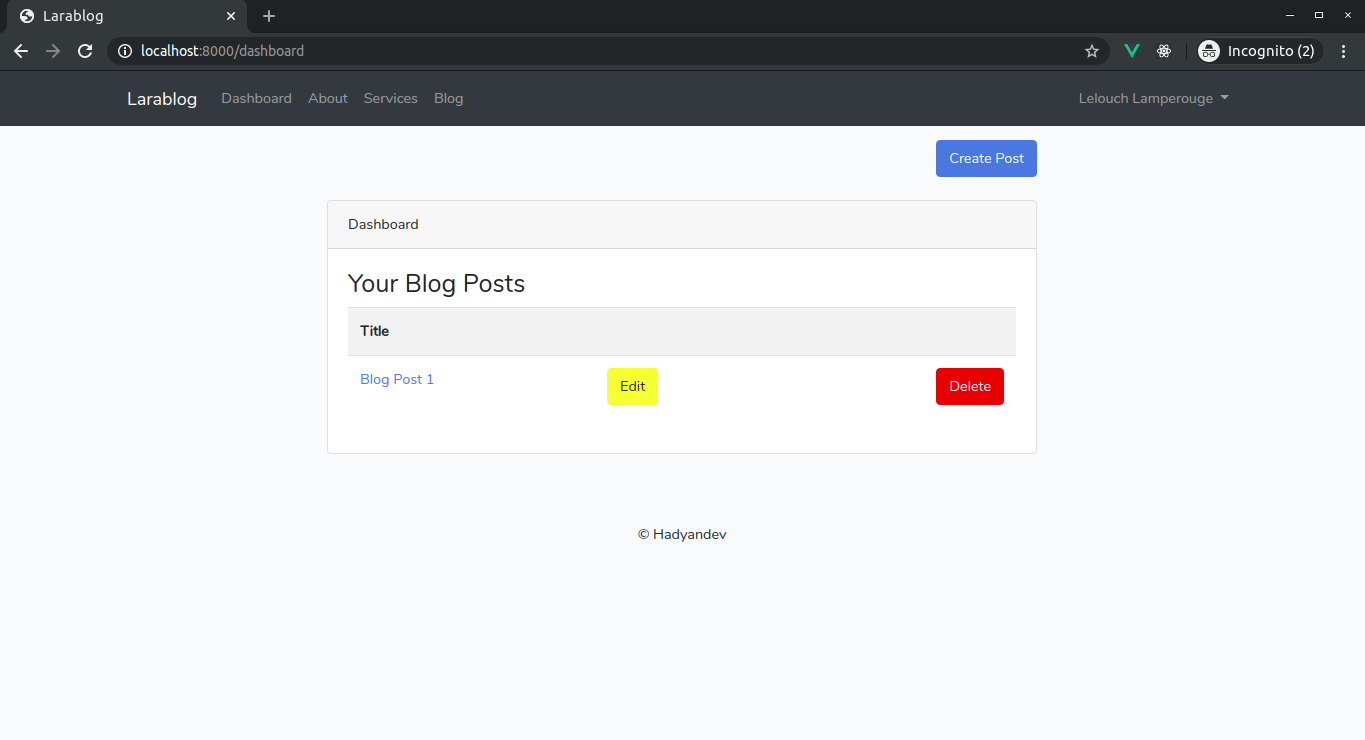 Larablog
localhost:8000/dashboard
Incognito (2)
Larablog Dashboard About Services Blog Lelouch Lamperouge
Create Post
Dashboard
Your Blog Posts
Title
Blog Post 1 Edit Delete
© Hadyandev